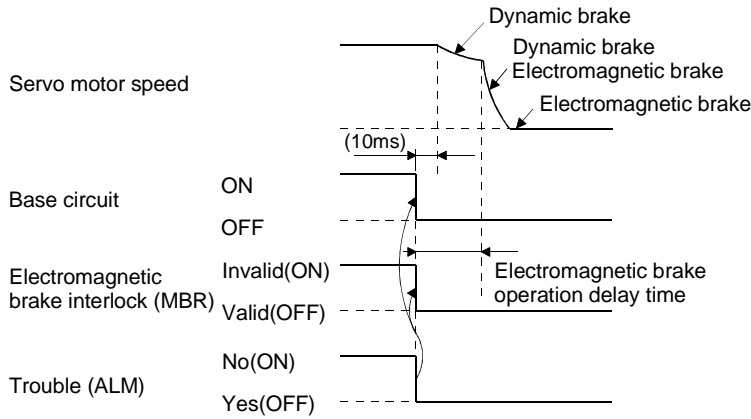 Dynamic brake
Dynamic brake
Electromagnetic brake
Servo motor speed
Electromagnetic brake
(10ms)
ON
Base circuit
OFF
Invalid(ON)
Electromagnetic brake
operation delay time
Electromagnetic
brake interlock (MBR)
Valid(OFF)
No(ON)
Trouble (ALM)
Yes(OFF)